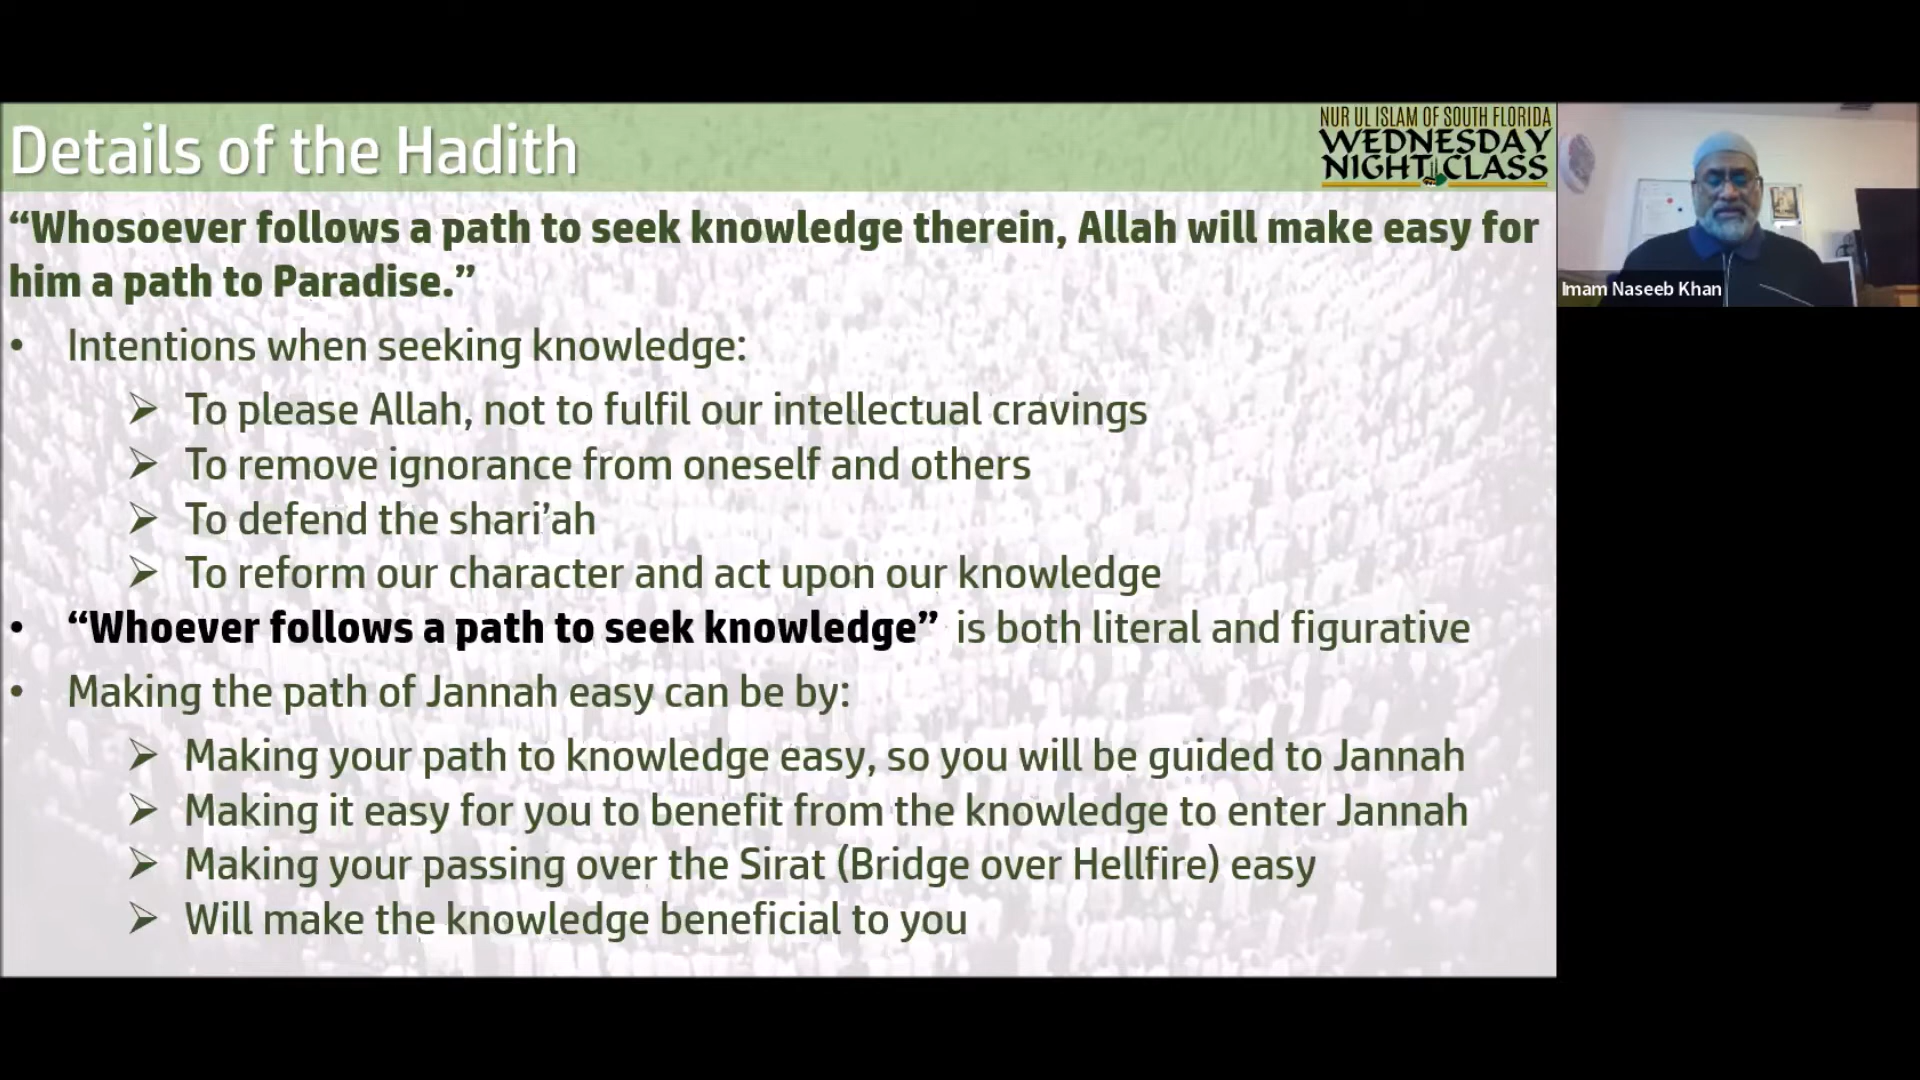 Details of the Hadith
NUR UL ISLAM OF SOUTH FLORIDA
WEDNESDAY
NIGHT CLASS
“Whosoever follows a path to seek knowledge therein, Allah will make easy for
him a path to Paradise.”
• Intentions when seeking knowledge:
➢ To please Allah, not to fulfil our intellectual cravings
➢ To remove ignorance from oneself and others
➢ To defend the shari’ah
➢ To reform our character and act upon our knowledge
• “Whoever follows a path to seek knowledge” is both literal and figurative
• Making the path of Jannah easy can be by:
➢ Making your path to knowledge easy, so you will be guided to Jannah
➢ Making it easy for you to benefit from the knowledge to enter Jannah
➢ Making your passing over the Sirat (Bridge over Hellfire) easy
➢ Will make the knowledge beneficial to you
Imam Naseeb Khan